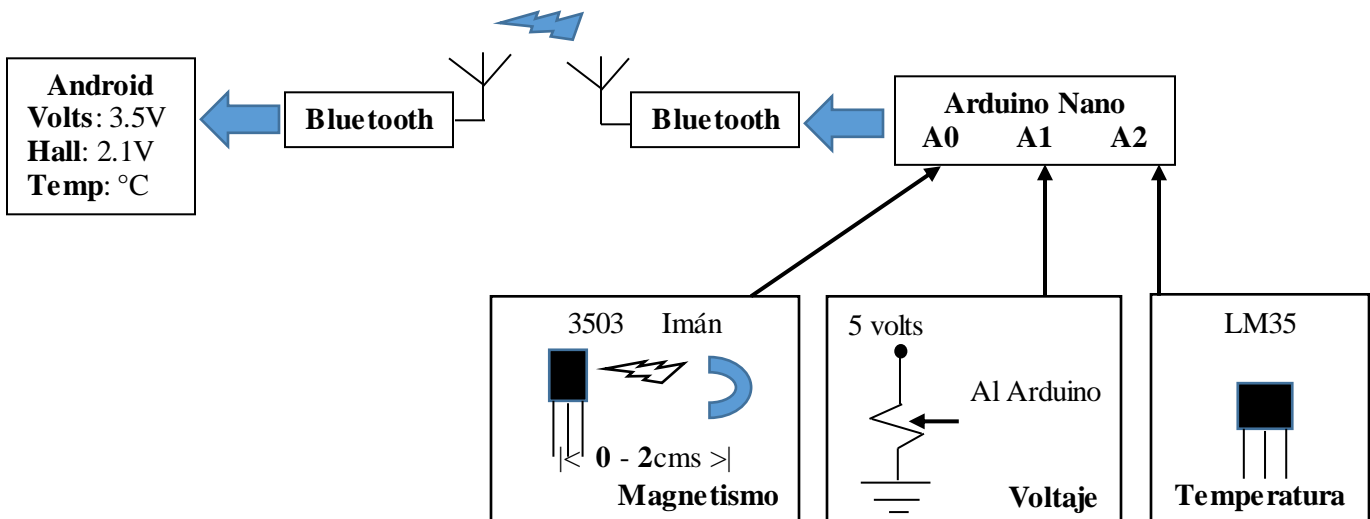 Android
Volts: 3.5V
Hall: 2.1V
Temp: °C
Bluetooth
Bluetooth
Arduino Nano
A0 A1 A2
3503 Imán
|< 0 - 2cms >|
Magnetismo
5 volts
Al Arduino
Voltaje
LM35
Temperatura